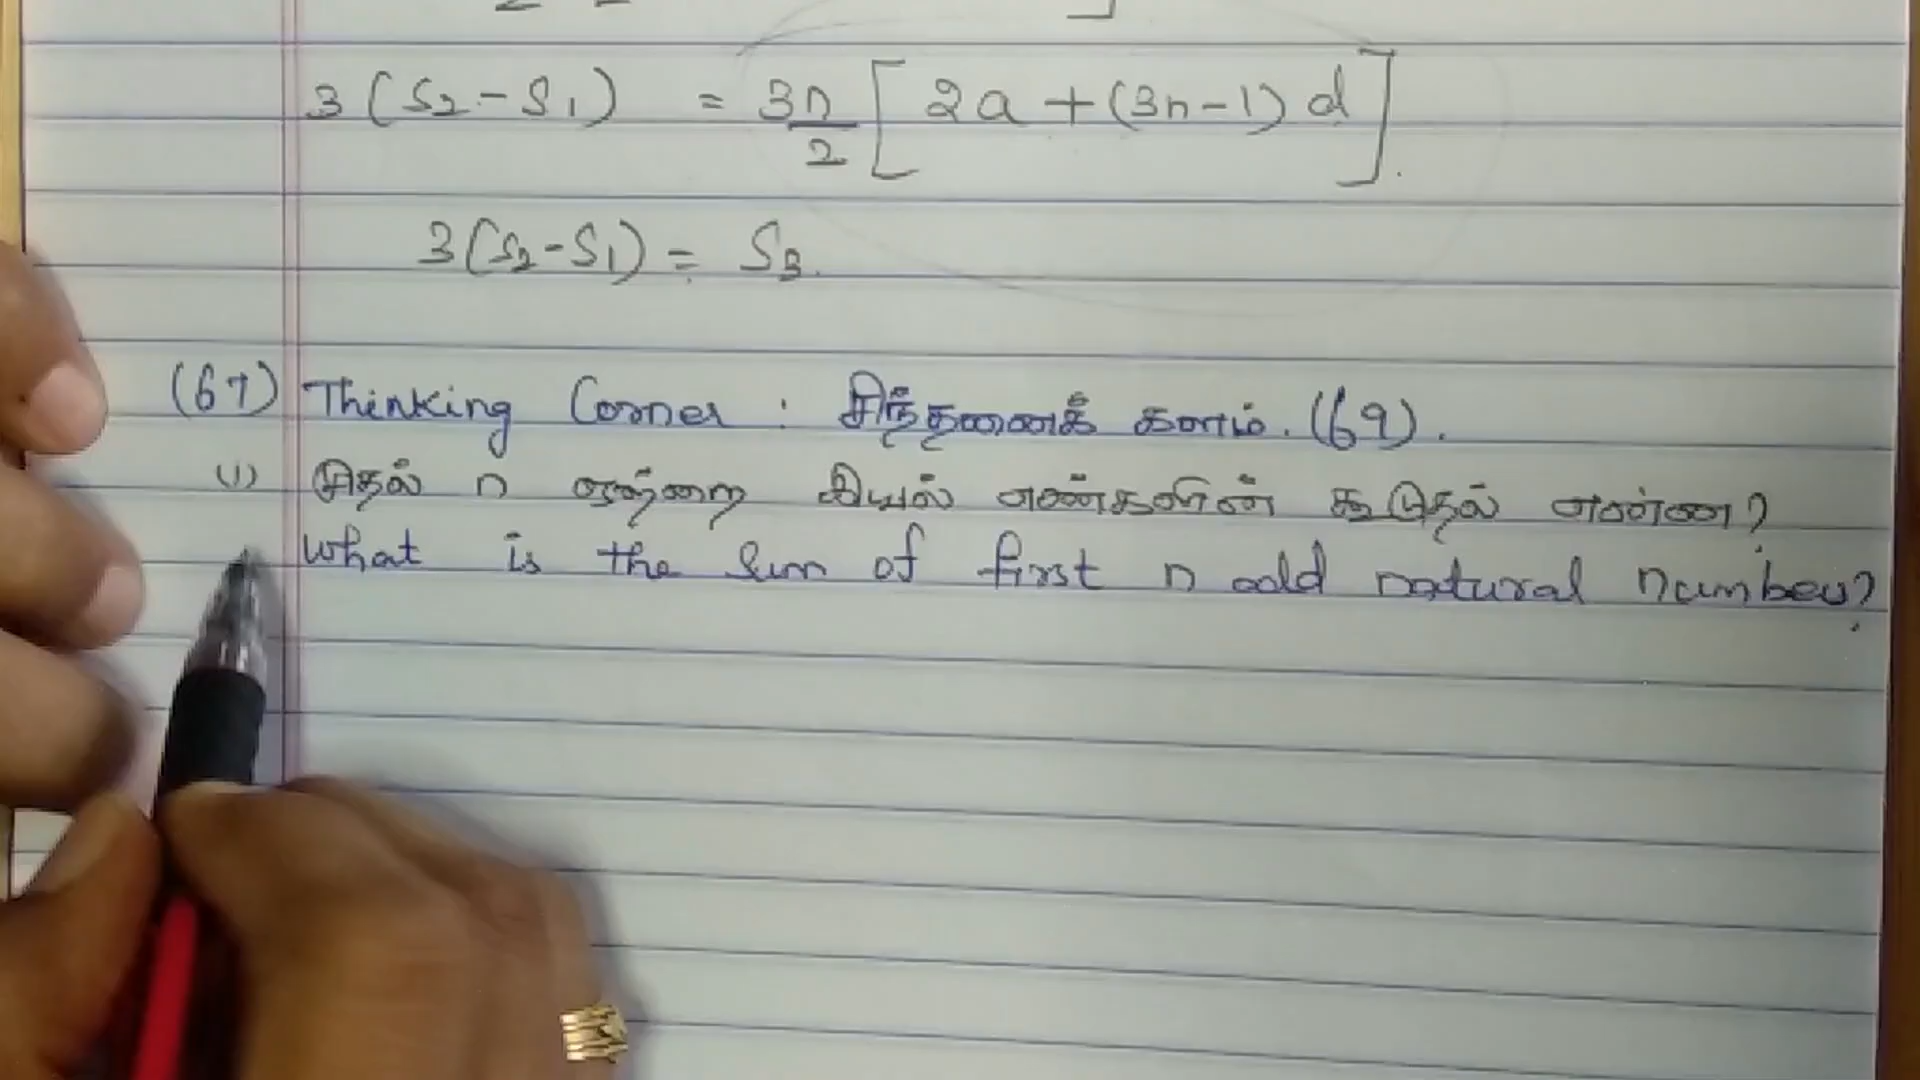 3 (S2 - S1) = 3n/2 [ 2a + (3n-1) d ].
3(S2-S1) = S3.
(67) Thinking Corner : சிந்தனைக் களம். (69).
(1) முதல் n ஒற்றை இயல் எண்களின் கூடுதல் என்ன?
What is the sum of first n odd natural number?